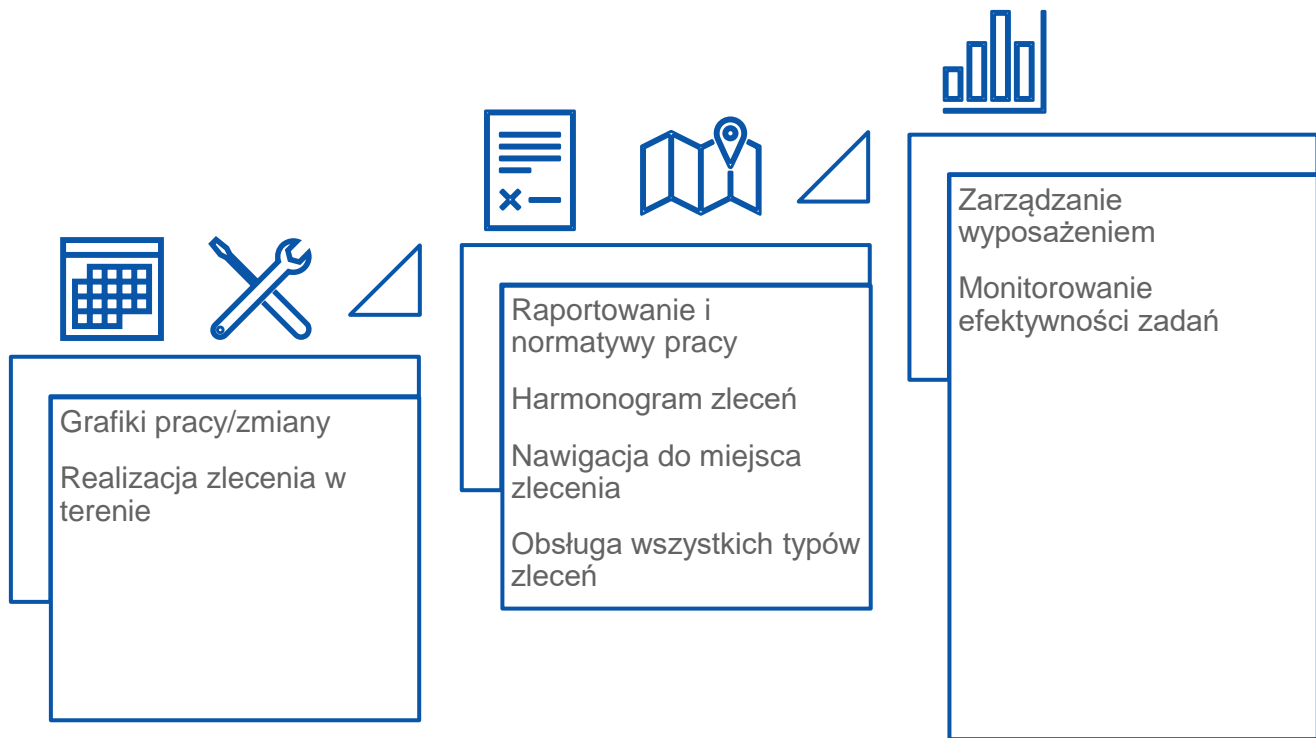 Grafiki pracy/zmiany
Realizacja zlecenia w
terenie
Raportowanie i
normatywy pracy
Harmonogram zleceń
Nawigacja do miejsca
zlecenia
Obsługa wszystkich typów
zleceń
Zarządzanie
wyposażeniem
Monitorowanie
efektywności zadań